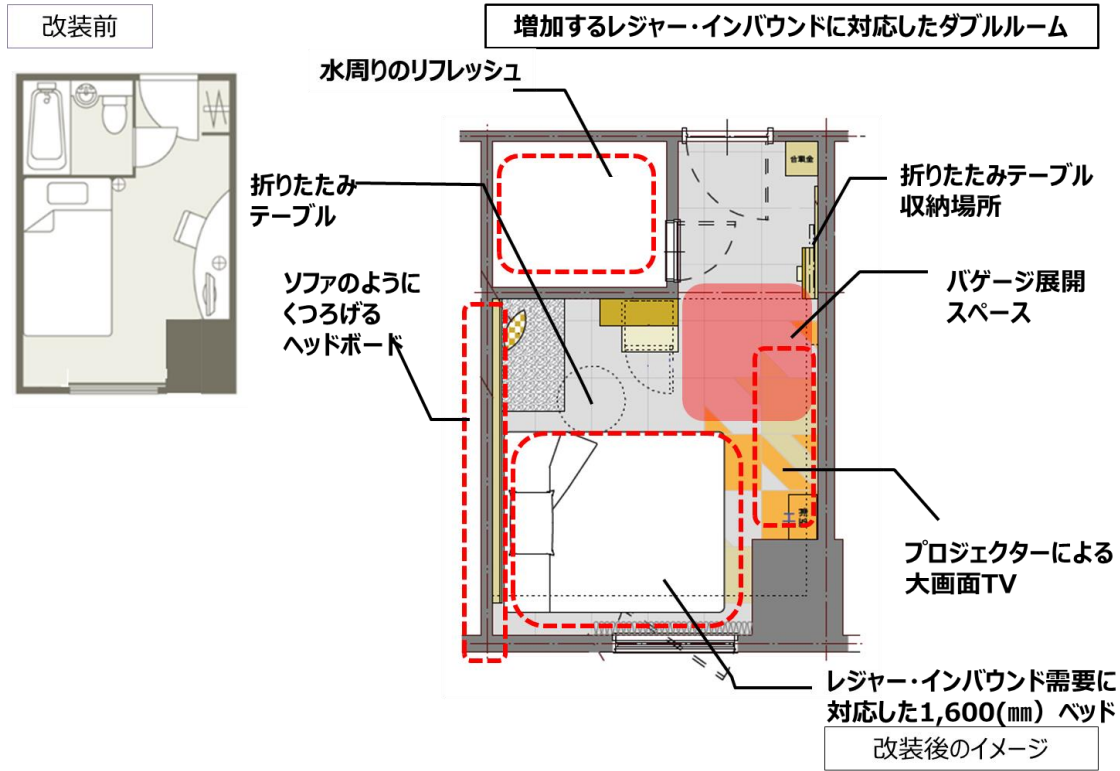 改装前
増加するレジャー・インバウンドに対応したダブルルーム
水周りのリフレッシュ
折りたたみ
テーブル
折りたたみテーブル
収納場所
ソファのように
くつろげる
ヘッドボード
バゲージ展開
スペース
プロジェクターによる
大画面TV
レジャー・インバウンド需要に
対応した1,600(㎜）ベッド
改装後のイメージ